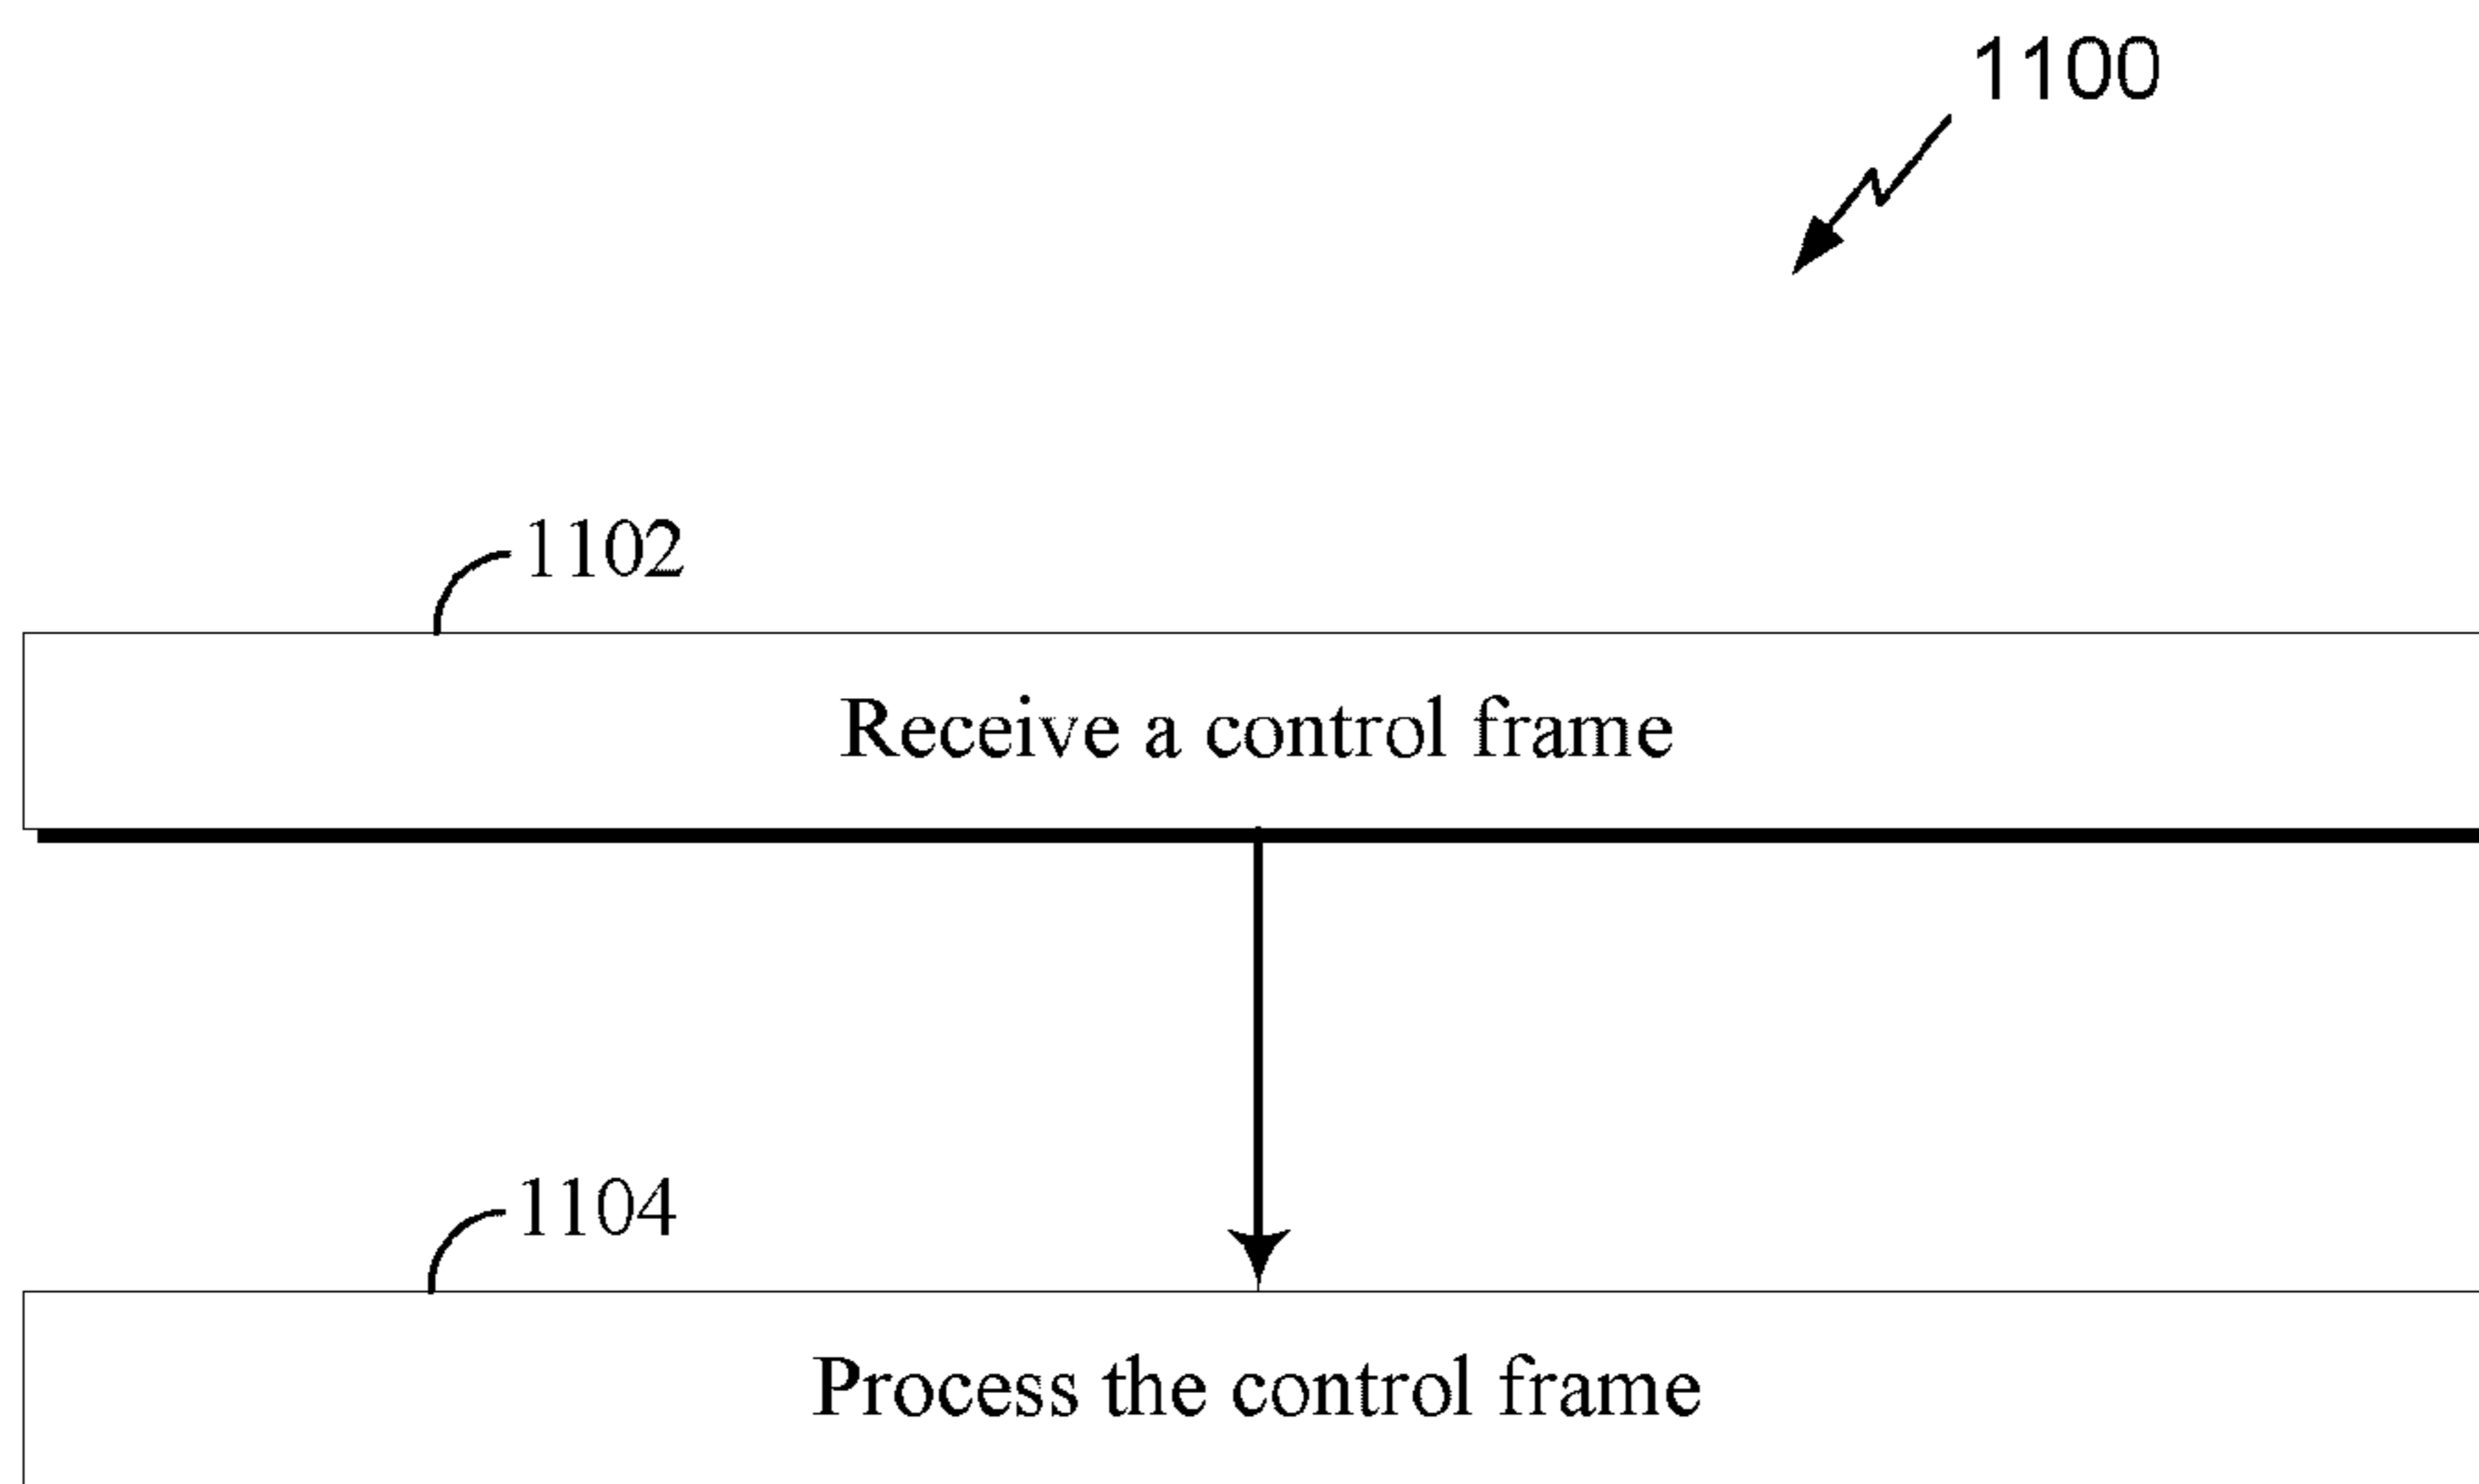 1100
1102
Receive a control frame
1104
Process the control frame